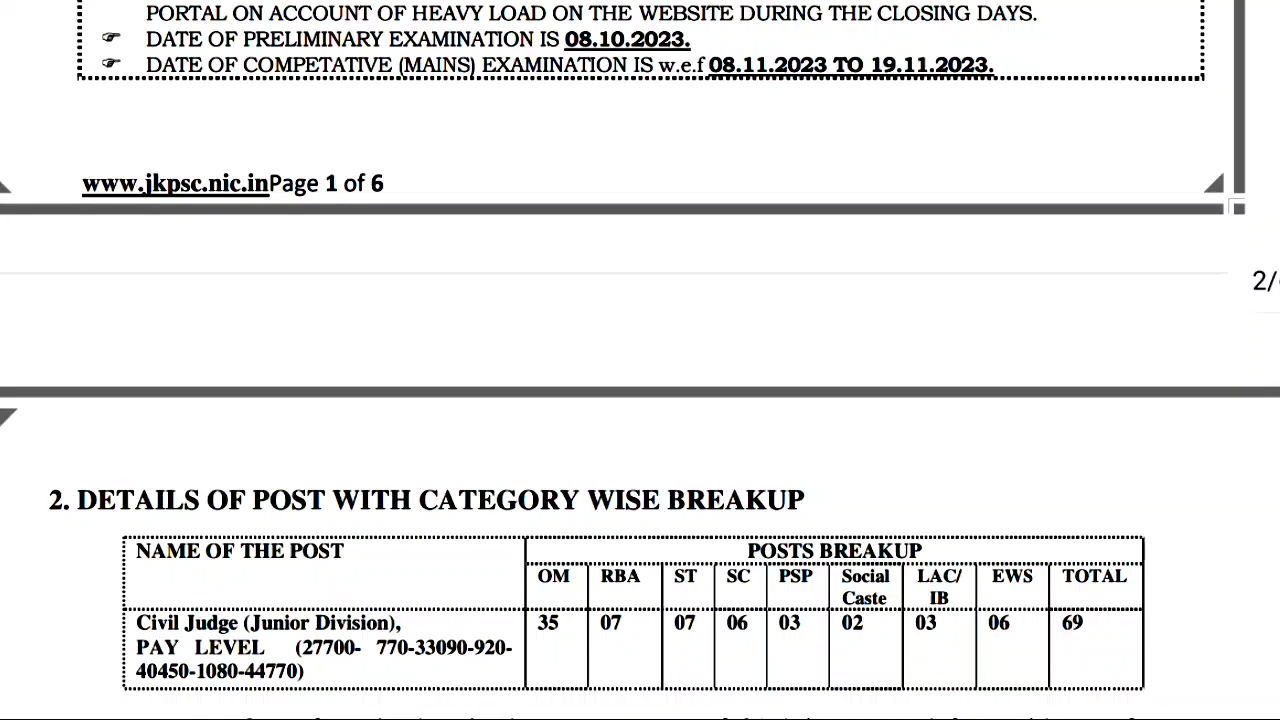 PORTAL ON ACCOUNT OF HEAVY LOAD ON THE WEBSITE DURING THE CLOSING DAYS.
☞ DATE OF PRELIMINARY EXAMINATION IS 08.10.2023.
☞ DATE OF COMPETATIVE (MAINS) EXAMINATION IS w.e.f 08.11.2023 TO 19.11.2023.
www.jkpsc.nic.inPage 1 of 6
2/
2. DETAILS OF POST WITH CATEGORY WISE BREAKUP
NAME OF THE POST POSTS BREAKUP
OM RBA ST SC PSP Social Caste LAC/ IB EWS TOTAL
Civil Judge (Junior Division), 35 07 07 06 03 02 03 06 69
PAY LEVEL (27700- 770-33090-920-
40450-1080-44770)